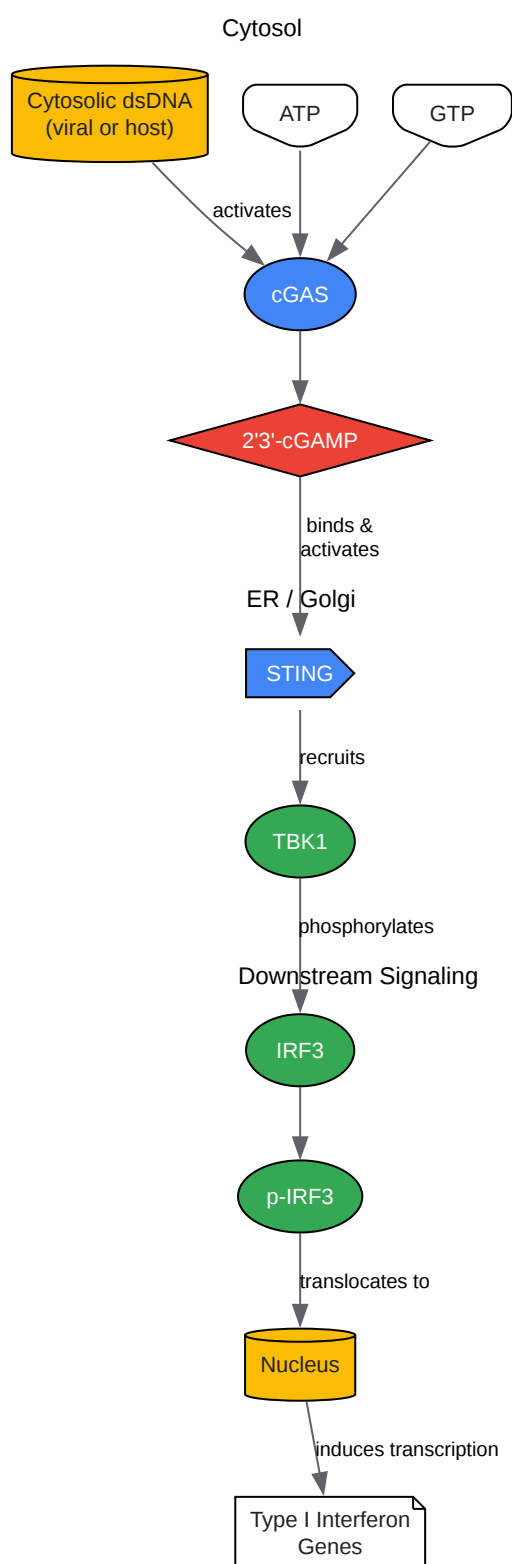 Cytosol
Cytosolic dsDNA
(viral or host)
ATP
GTP
activates
cGAS
2'3'-cGAMP
binds &
activates
ER / Golgi
STING
recruits
TBK1
phosphorylates
Downstream Signaling
IRF3
p-IRF3
translocates to
Nucleus
induces transcription
Type I Interferon
Genes